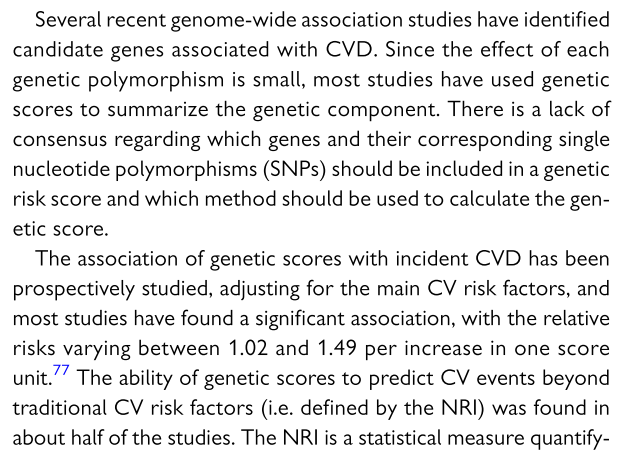 Several recent genome-wide association studies have identified
candidate genes associated with CVD. Since the effect of each
genetic polymorphism is small, most studies have used genetic
scores to summarize the genetic component. There is a lack of
consensus regarding which genes and their corresponding single
nucleotide polymorphisms (SNPs) should be included in a genetic
risk score and which method should be used to calculate the gen-
etic score.
The association of genetic scores with incident CVD has been
prospectively studied, adjusting for the main CV risk factors, and
most studies have found a significant association, with the relative
risks varying between 1.02 and 1.49 per increase in one score
unit.77 The ability of genetic scores to predict CV events beyond
traditional CV risk factors (i.e. defined by the NRI) was found in
about half of the studies. The NRI is a statistical measure quantify-